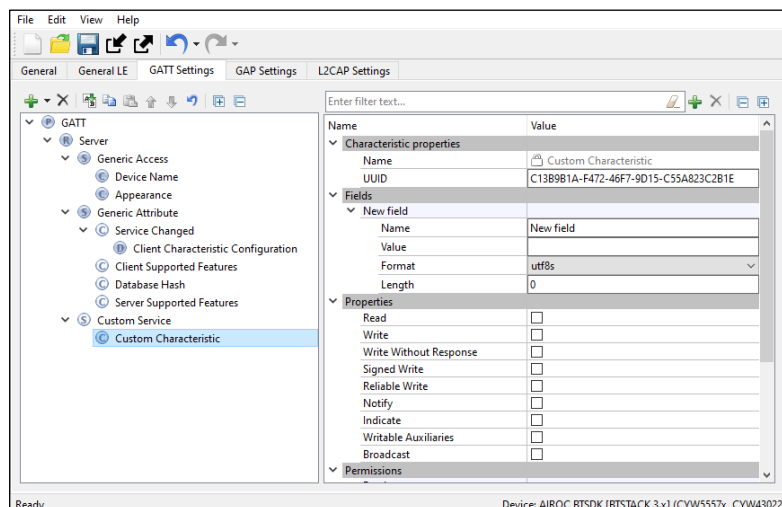 File Edit View Help
General General LE GATT Settings GAP Settings L2CAP Settings
Enter filter text...
P GATT
R Server
S Generic Access
C Device Name
C Appearance
S Generic Attribute
C Service Changed
D Client Characteristic Configuration
C Client Supported Features
C Database Hash
C Server Supported Features
S Custom Service
C Custom Characteristic
Name Value
Characteristic properties
Name Custom Characteristic
UUID C13B9B1A-F472-46F7-9D15-C55A823C2B1E
Fields
New field
Name New field
Value
Format utf8s
Length 0
Properties
Read
Write
Write Without Response
Signed Write
Reliable Write
Notify
Indicate
Writable Auxiliaries
Broadcast
Permissions
Ready Device: AIROC BTSDK [BTSTACK 3.x] (CYW5557x, CYW43022